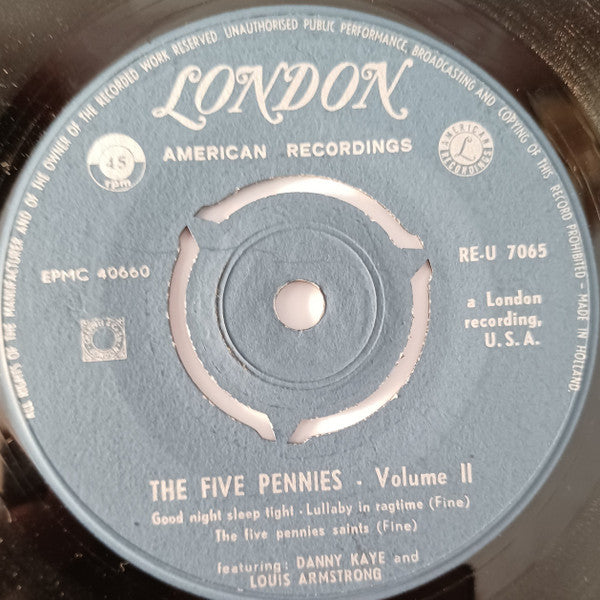 ALL RIGHTS OF THE MANUFACTURER AND OF THE OWNER OF THE RECORDED WORK RESERVED UNAUTHORISED PUBLIC PERFORMANCE, BROADCASTING AND COPYING OF THIS RECORD PROHIBITED - MADE IN HOLLAND.
LONDON
AMERICAN RECORDINGS
45
rpm
AMERICAN
L
RECORDINGS
EPMC 40660
RE-U 7065
a London
recording,
U.S.A.
THE FIVE PENNIES - Volume II
Good night sleep tight - Lullaby in ragtime (Fine)
The five pennies saints (Fine)
featuring: DANNY KAYE and
LOUIS ARMSTRONG